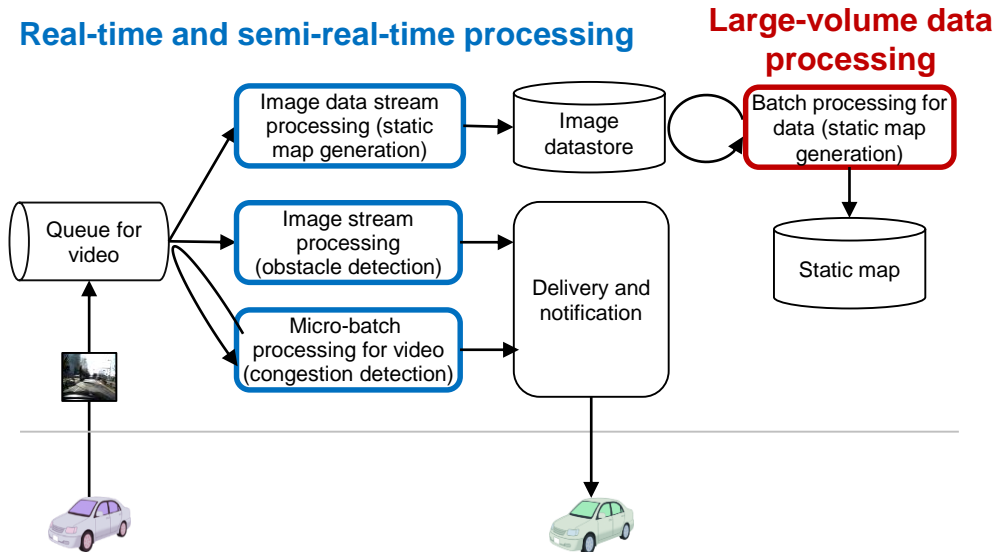 Real-time and semi-real-time processing
Large-volume data
processing
Image data stream
processing (static
map generation)
Image
datastore
Batch processing for
data (static map
generation)
Queue for
video
Image stream
processing
(obstacle detection)
Delivery and
notification
Static map
Micro-batch
processing for video
(congestion detection)